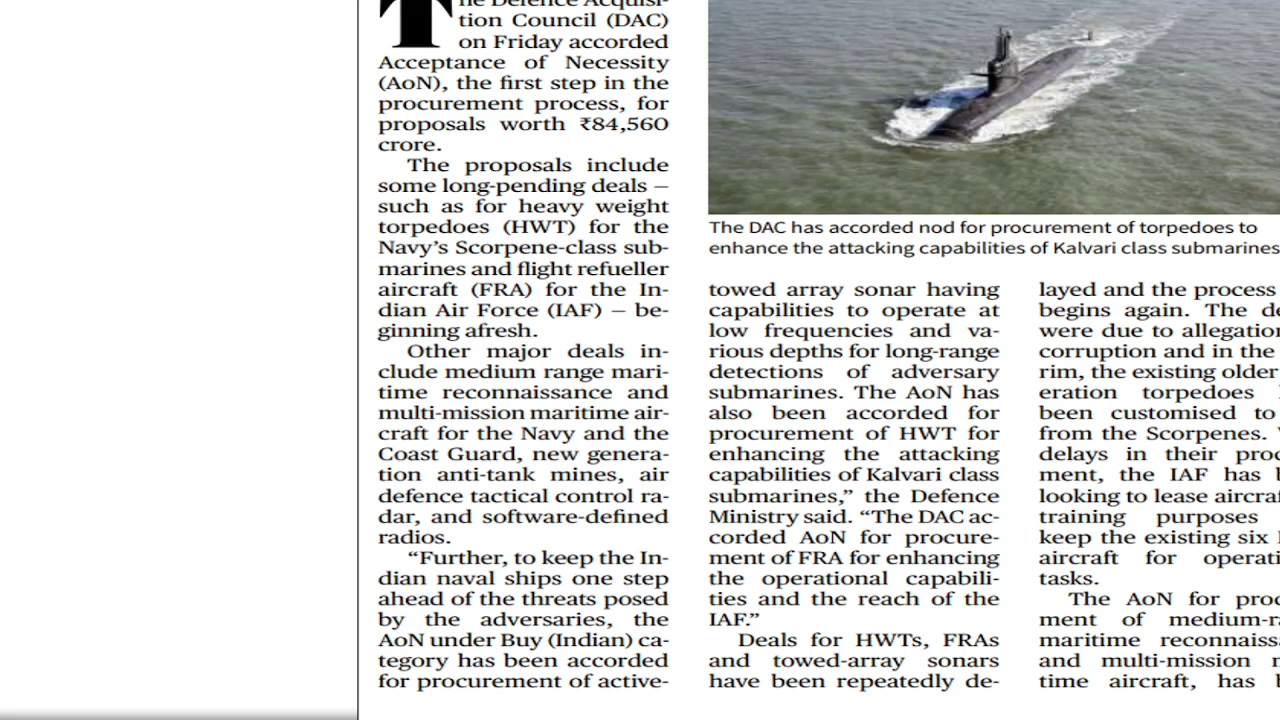 The Defence Acquisi-
tion Council (DAC)
on Friday accorded
Acceptance of Necessity
(AoN), the first step in the
procurement process, for
proposals worth ₹84,560
crore.
The proposals include
some long-pending deals –
such as for heavy weight
torpedoes (HWT) for the
Navy’s Scorpene-class sub-
marines and flight refueller
aircraft (FRA) for the In-
dian Air Force (IAF) – be-
ginning afresh.
Other major deals in-
clude medium range mari-
time reconnaissance and
multi-mission maritime air-
craft for the Navy and the
Coast Guard, new genera-
tion anti-tank mines, air
defence tactical control ra-
dar, and software-defined
radios.
“Further, to keep the In-
dian naval ships one step
ahead of the threats posed
by the adversaries, the
AoN under Buy (Indian) ca-
tegory has been accorded
for procurement of active-
The DAC has accorded nod for procurement of torpedoes to
enhance the attacking capabilities of Kalvari class submarines
towed array sonar having
capabilities to operate at
low frequencies and va-
rious depths for long-range
detections of adversary
submarines. The AoN has
also been accorded for
procurement of HWT for
enhancing the attacking
capabilities of Kalvari class
submarines,” the Defence
Ministry said. “The DAC ac-
corded AoN for procure-
ment of FRA for enhancing
the operational capabili-
ties and the reach of the
IAF.”
Deals for HWTs, FRAs
and towed-array sonars
have been repeatedly de-
layed and the process
begins again. The
were due to
corruption and in the
rim, the existing older
eration torpedoes
been customised to
from the Scorpenes.
delays in their
ment, the IAF has
looking to lease
training purposes
keep the existing six
aircraft for
tasks.
The AoN for
ment of
maritime
and multi-mission
time aircraft, has